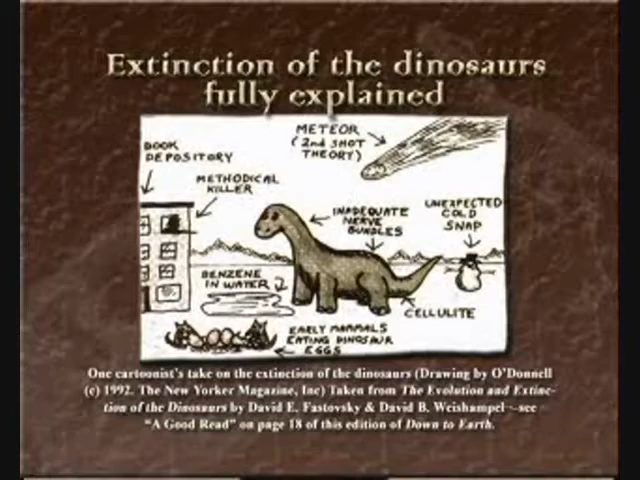 Extinction of the dinosaurs
fully explained
METEOR
(2nd SHOT
THEORY)
BOOK
DEPOSITORY
METHODICAL
KILLER
INADEQUATE
NERVE
BUNDLES
UNEXPECTED
COLD
SNAP
BENZENE
IN WATER
CELLULITE
EARLY MAMMALS
EATING DINOSAUR
EGGS
One cartoonist's take on the extinction of the dinosaurs (Drawing by O'Donnell
(c) 1992. The New Yorker Magazine, Inc) Taken from The Evolution and Extinc-
tion of the Dinosaurs by David E. Fastovsky & David B. Weishampel—see
"A Good Read" on page 18 of this edition of Down to Earth.